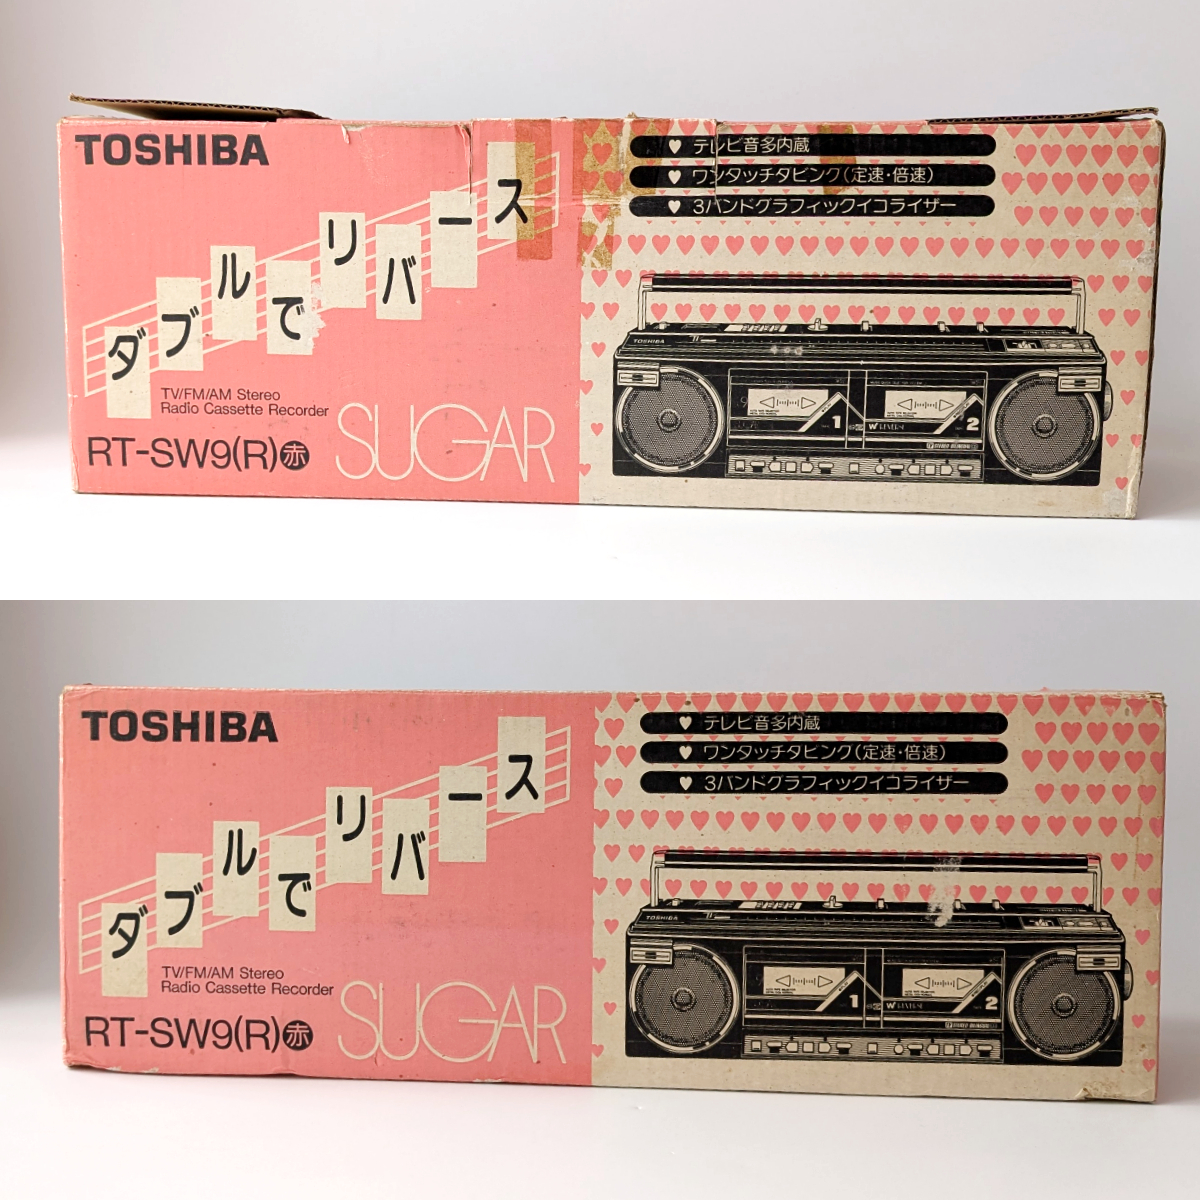 TOSHIBA
ダブルでリバース
TV/FM/AM Stereo
Radio Cassette Recorder
RT-SW9(R)赤
SUGAR
テレビ音多内蔵
ワンタッチダビング(定速・倍速)
3バンドグラフィックイコライザー
TOSHIBA
1
2
TOSHIBA
ダブルでリバース
TV/FM/AM Stereo
Radio Cassette Recorder
RT-SW9(R)赤
SUGAR
テレビ音多内蔵
ワンタッチダビング(定速・倍速)
3バンドグラフィックイコライザー
TOSHIBA
1
2